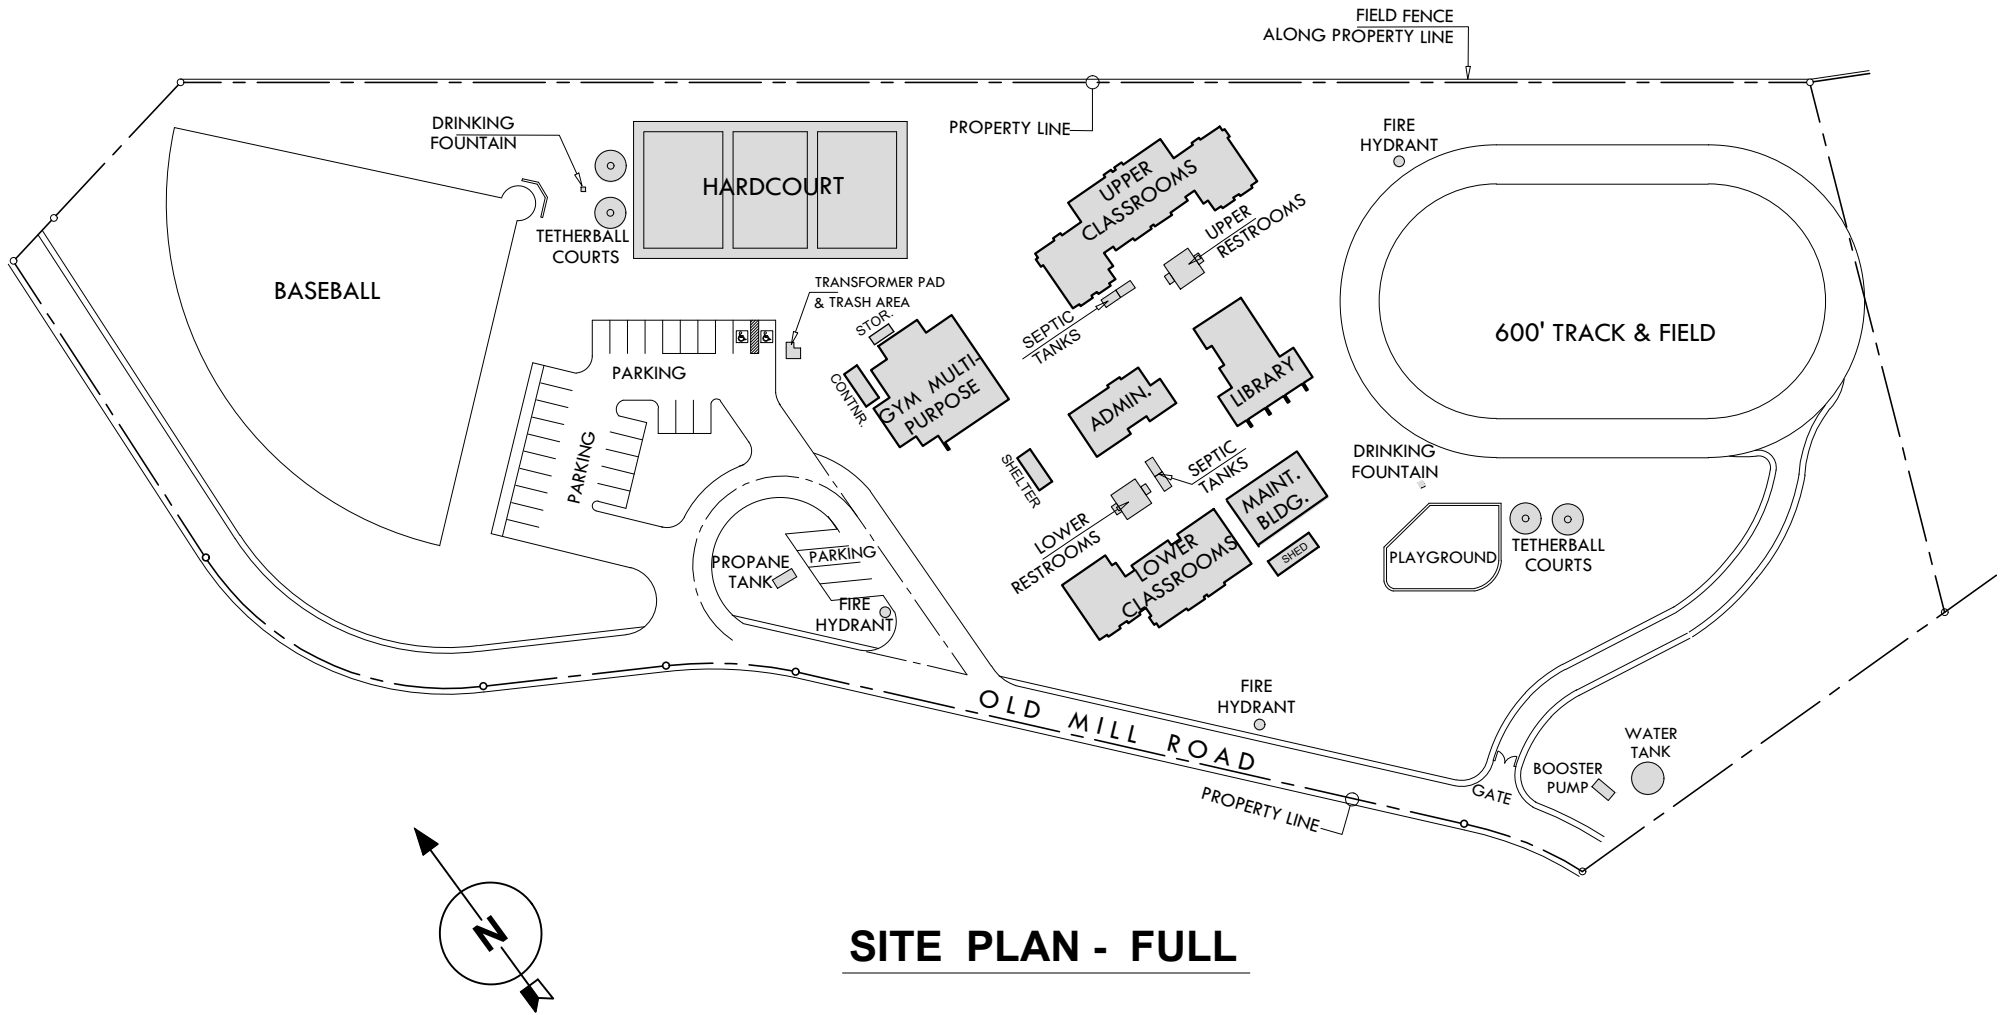 FIELD FENCE
ALONG PROPERTY LINE
DRINKING
FOUNTAIN
PROPERTY LINE
FIRE
HYDRANT
HARDCOURT
UPPER
CLASSROOMS
UPPER
RESTROOMS
TETHERBALL
COURTS
BASEBALL
TRANSFORMER PAD
& TRASH AREA
STOR.
SEPTIC
TANKS
600' TRACK & FIELD
PARKING
CONTNR.
GYM MULTI-
PURPOSE
ADMIN.
LIBRARY
PARKING
SHELTER
SEPTIC
TANKS
DRINKING
FOUNTAIN
MAINT.
BLDG.
LOWER
RESTROOMS
LOWER
CLASSROOMS
SHED
PLAYGROUND
TETHERBALL
COURTS
PROPANE
TANK
PARKING
FIRE
HYDRANT
FIRE
HYDRANT
OLD MILL ROAD
WATER
TANK
BOOSTER
PUMP
GATE
PROPERTY LINE
N
SITE PLAN - FULL